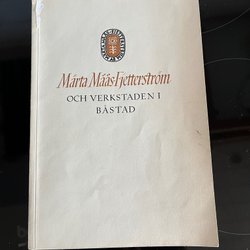 Märta Måås-Fjetterström
OCH VERKSTADEN I
BÅSTAD